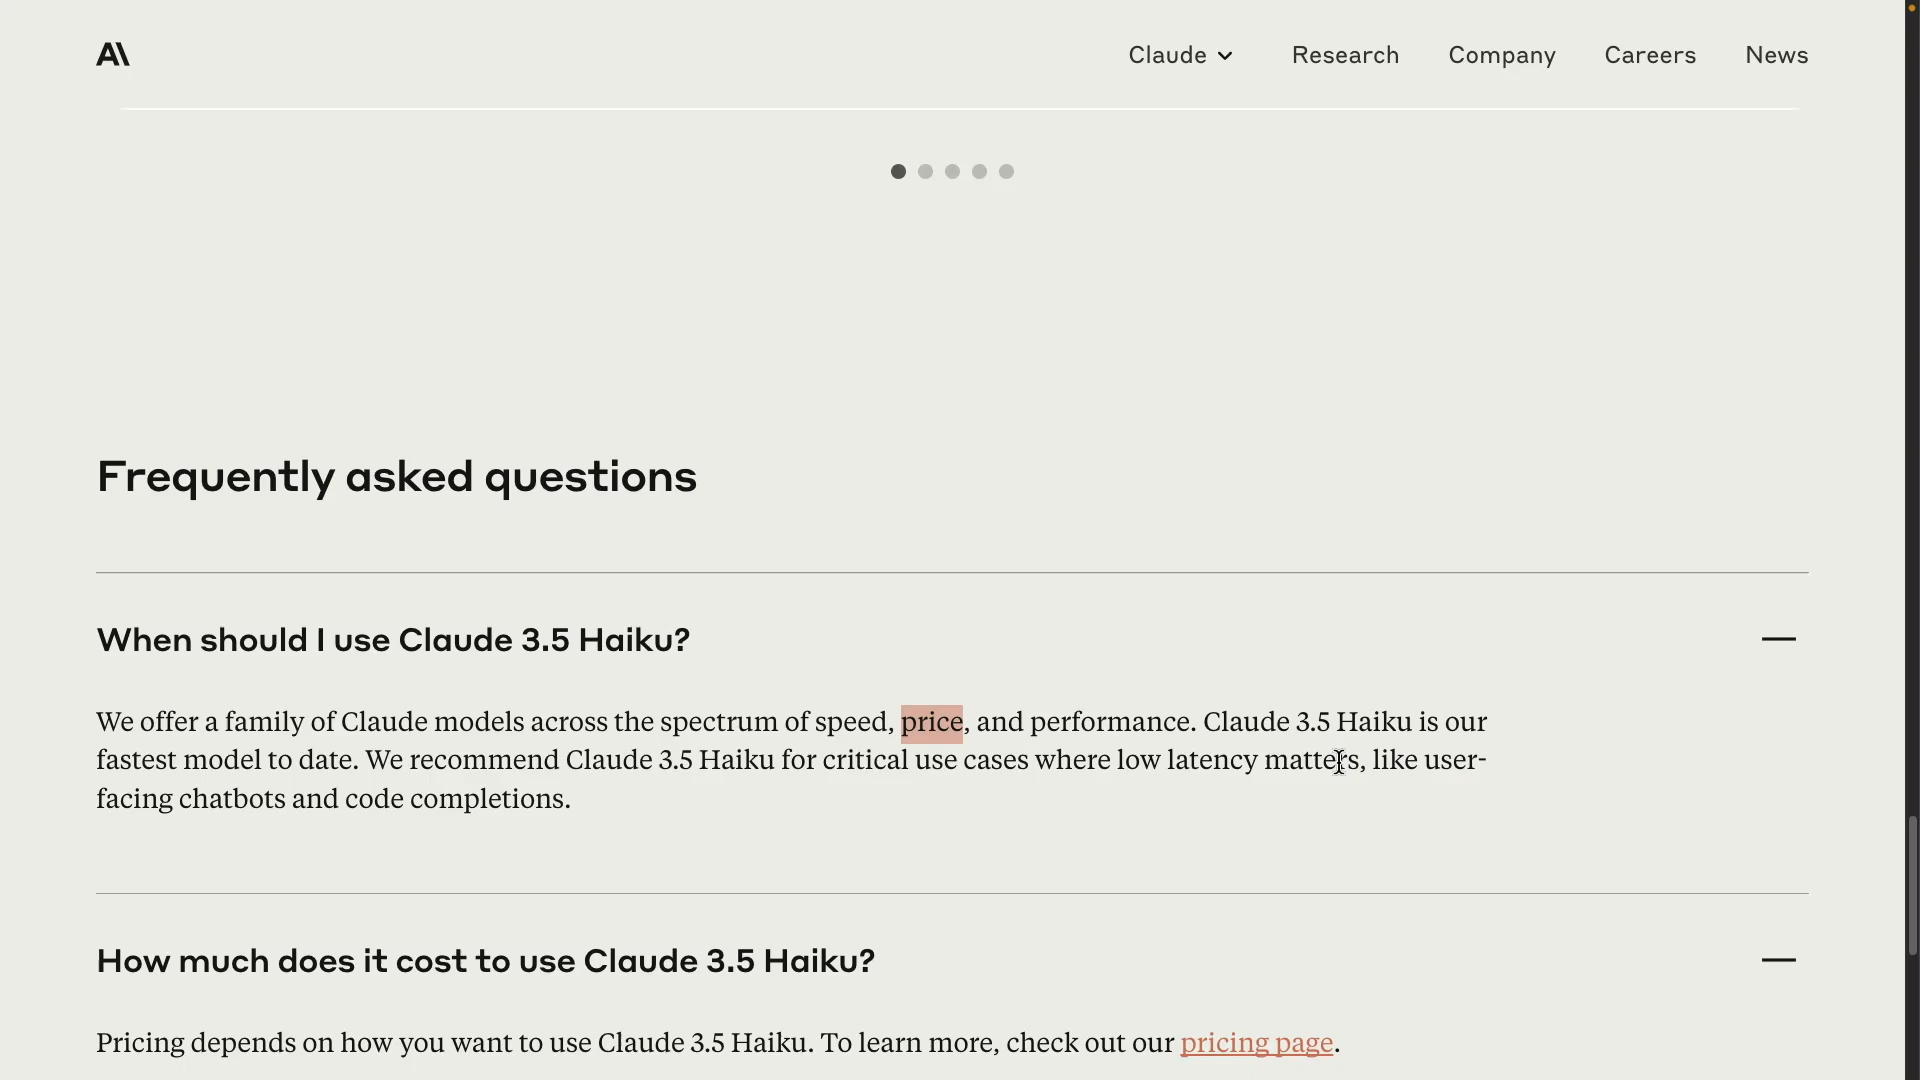 Claude Research Company Careers News
Frequently asked questions
When should I use Claude 3.5 Haiku?
We offer a family of Claude models across the spectrum of speed, price, and performance. Claude 3.5 Haiku is our
fastest model to date. We recommend Claude 3.5 Haiku for critical use cases where low latency matters, like user-
facing chatbots and code completions.
How much does it cost to use Claude 3.5 Haiku?
Pricing depends on how you want to use Claude 3.5 Haiku. To learn more, check out our pricing page.